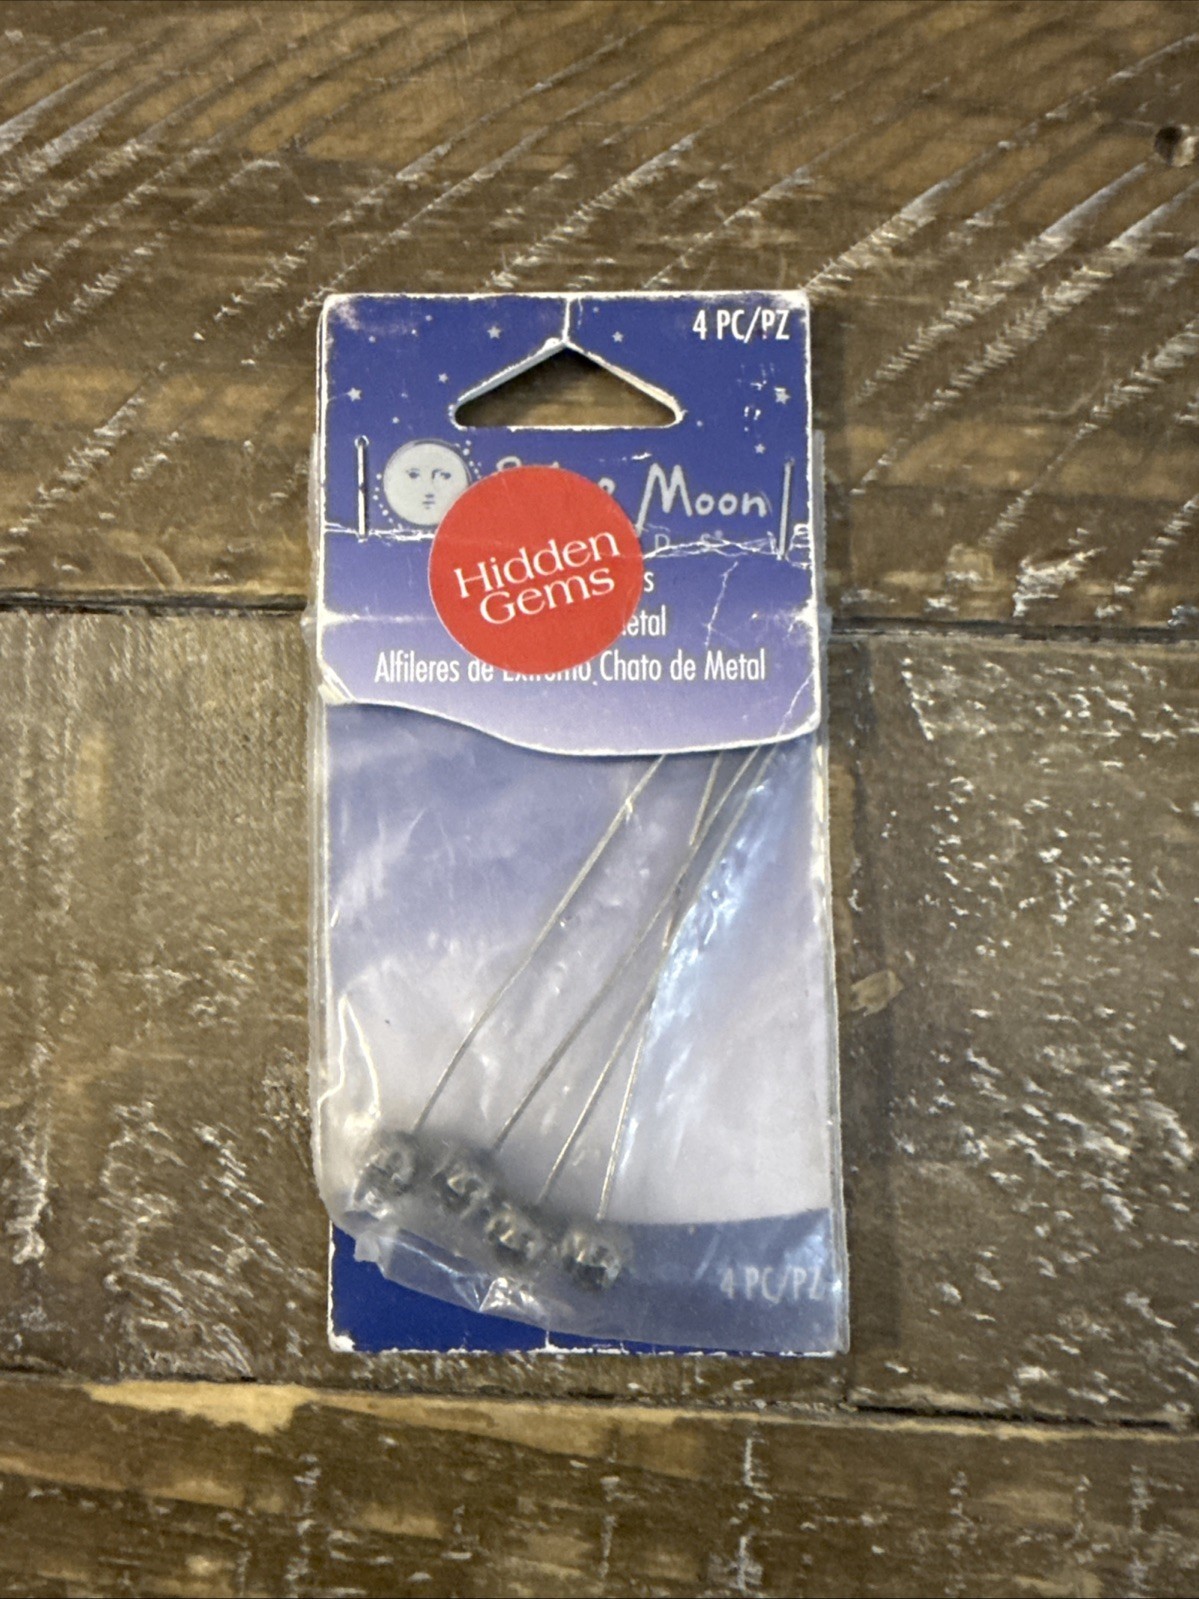 4 PC/PZ
Moon
Hidden
Gems
s
etal
Alfileres de Extremo Chato de Metal
4 PC/PZ